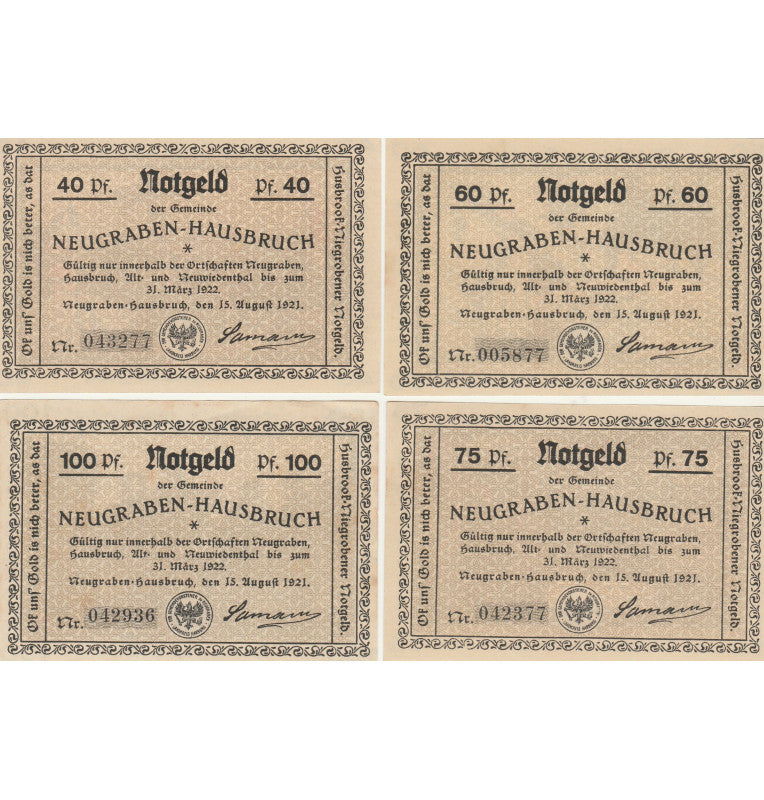 40 Pf. Notgeld Pf. 40
der Gemeinde
NEUGRABEN-HAUSBRUCH
*
Gültig nur innerhalb der Ortschaften Neugraben,
Hausbruch, Alt- und Neuwiedenthal bis zum
31. März 1922.
Neugraben-Hausbruch, den 15. August 1921.
Nr. 043277
Ok uns' Gold is nich beter, as dat
Husbrook-Niegrobener Notgeld.
60 Pf. Notgeld Pf. 60
der Gemeinde
NEUGRABEN-HAUSBRUCH
*
Gültig nur innerhalb der Ortschaften Neugraben,
Hausbruch, Alt- und Neuwiedenthal bis zum
31. März 1922.
Neugraben-Hausbruch, den 15. August 1921.
Nr. 005877
Ok uns' Gold is nich beter, as dat
Husbrook-Niegrobener Notgeld.
100 Pf. Notgeld Pf. 100
der Gemeinde
NEUGRABEN-HAUSBRUCH
*
Gültig nur innerhalb der Ortschaften Neugraben,
Hausbruch, Alt- und Neuwiedenthal bis zum
31. März 1922.
Neugraben-Hausbruch, den 15. August 1921.
Nr. 042936
Ok uns' Gold is nich beter, as dat
Husbrook-Niegrobener Notgeld.
75 Pf. Notgeld Pf. 75
der Gemeinde
NEUGRABEN-HAUSBRUCH
*
Gültig nur innerhalb der Ortschaften Neugraben,
Hausbruch, Alt- und Neuwiedenthal bis zum
31. März 1922.
Neugraben-Hausbruch, den 15. August 1921.
Nr. 042377
Ok uns' Gold is nich beter, as dat
Husbrook-Niegrobener Notgeld.